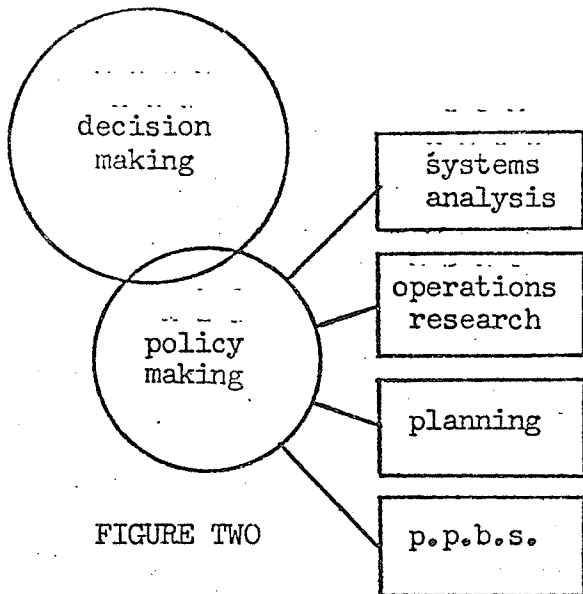 decision
making
systems
analysis
operations
research
policy
making
planning
FIGURE TWO
p.p.b.s.